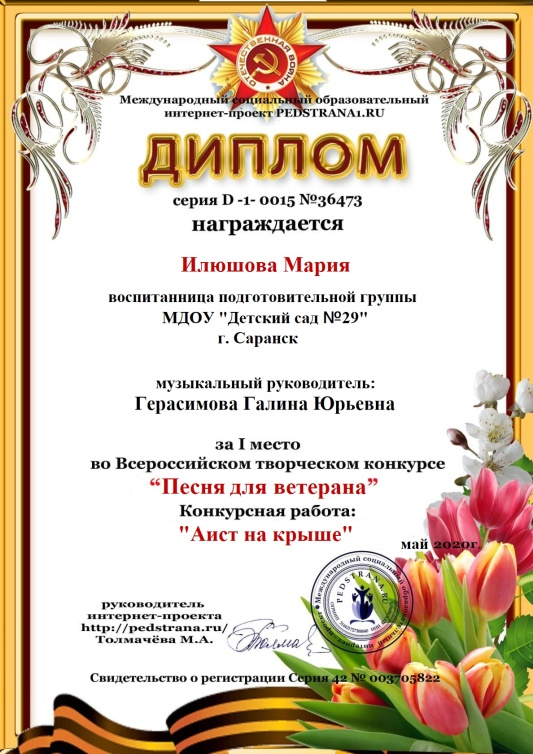 ОТЕЧЕСТВЕННАЯ ВОЙНА
Международный социальный образовательный
интернет-проект PEDSTRANA1.RU
ДИПЛОМ
серия D -1- 0015 №36473
награждается
Илюшова Мария
воспитанница подготовительной группы
МДОУ "Детский сад №29"
г. Саранск
музыкальный руководитель:
Герасимова Галина Юрьевна
за I место
во Всероссийском творческом конкурсе
“Песня для ветерана”
Конкурсная работа:
"Аист на крыше"
май 2020г.
руководитель
интернет-проекта
http://pedstrana.ru/
Толмачёва М.А.
Международный социальный образовательный интернет-проект
PEDSTRANA.RU
Свидетельство о регистрации Серия 42 № 003705822